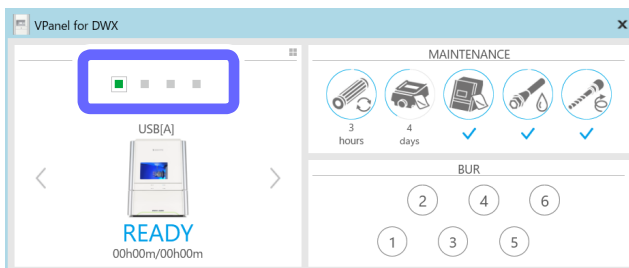 VPanel for DWX
x
MAINTENANCE
3
hours
4
days
USB[A]
READY
00h00m/00h00m
BUR
2
4
6
1
3
5